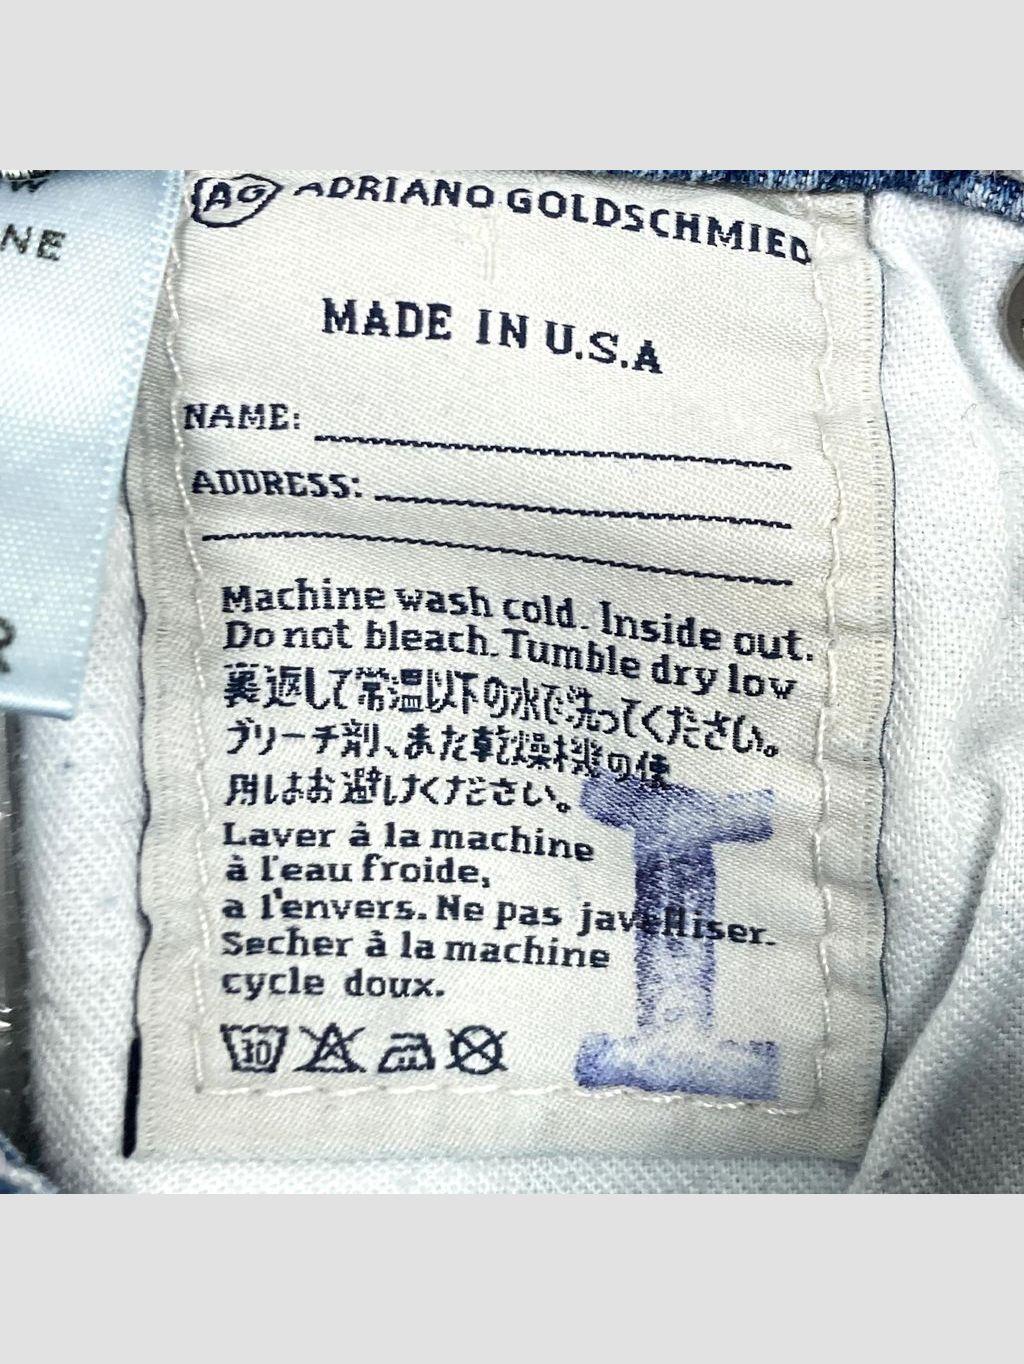 NE
AG ADRIANO GOLDSCHMIED
MADE IN U.S.A
NAME:
ADDRESS:
Machine wash cold. Inside out.
Do not bleach. Tumble dry low
裏返して常温以下の水で洗ってください。
ブリーチ剤、また乾燥機の使
用はお避けください。
Laver à la machine
à l'eau froide,
a l'envers. Ne pas javelliser.
Secher à la machine
cycle doux.
30
I